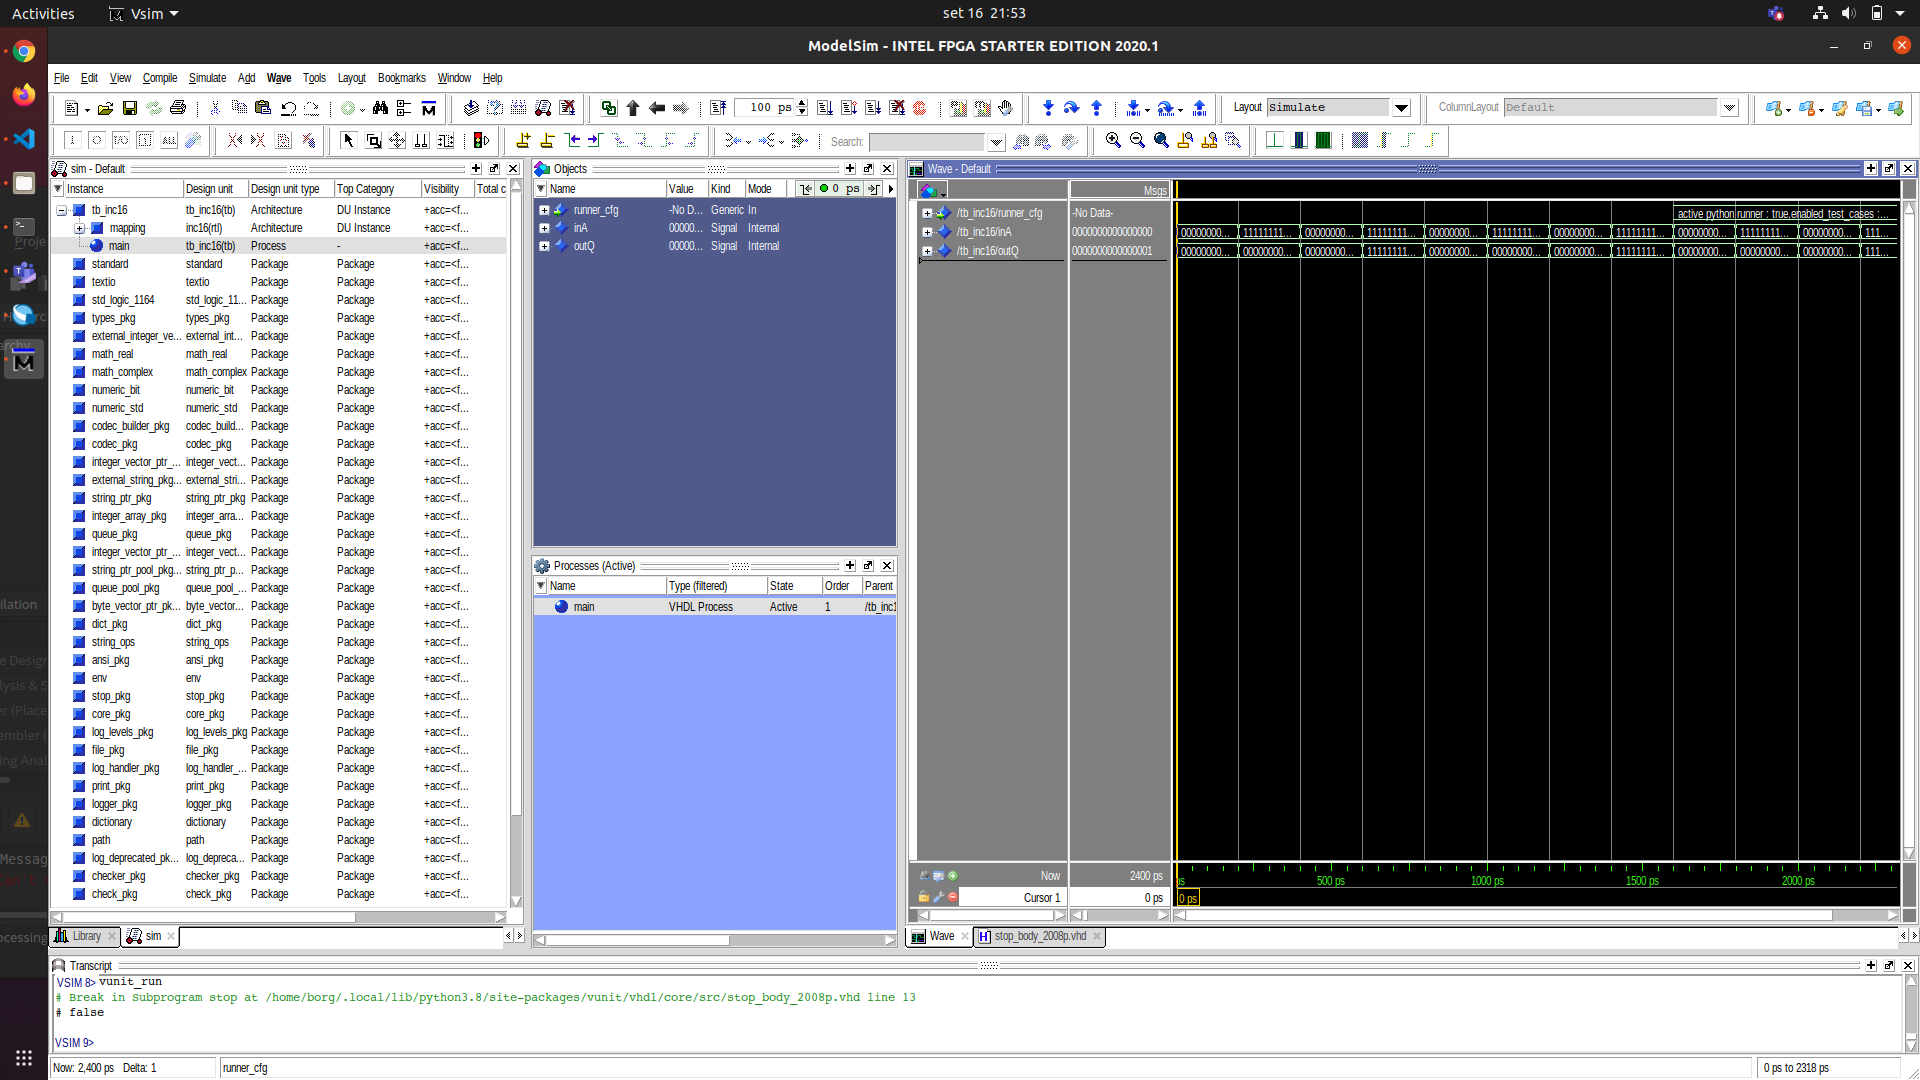 Activities
Vsim
set 16 21:53
ModelSim - INTEL FPGA STARTER EDITION 2020.1
File Edit View Compile Simulate Add Wave Tools Layout Bookmarks Window Help
100 ps
Layout Simulate
ColumnLayout Default
Search:
sim - Default
Instance Design unit Design unit type Top Category Visibility Total c
tb_inc16 tb_inc16(tb) Architecture DU Instance +acc=<f...
mapping inc16(rtl) Architecture DU Instance +acc=<f...
main tb_inc16(tb) Process - +acc=<f...
standard standard Package Package +acc=<f...
textio textio Package Package +acc=<f...
std_logic_1164 std_logic_11... Package Package +acc=<f...
types_pkg types_pkg Package Package +acc=<f...
external_integer_ve... external_int... Package Package +acc=<f...
math_real math_real Package Package +acc=<f...
math_complex math_complex Package Package +acc=<f...
numeric_bit numeric_bit Package Package +acc=<f...
numeric_std numeric_std Package Package +acc=<f...
codec_builder_pkg codec_build... Package Package +acc=<f...
codec_pkg codec_pkg Package Package +acc=<f...
integer_vector_ptr_... integer_vect... Package Package +acc=<f...
external_string_pkg... external_stri... Package Package +acc=<f...
string_ptr_pkg string_ptr_pkg Package Package +acc=<f...
integer_array_pkg integer_arra... Package Package +acc=<f...
queue_pkg queue_pkg Package Package +acc=<f...
integer_vector_ptr_... integer_vect... Package Package +acc=<f...
string_ptr_pool_pkg... string_ptr_p... Package Package +acc=<f...
queue_pool_pkg queue_pool_... Package Package +acc=<f...
byte_vector_ptr_pk... byte_vector... Package Package +acc=<f...
dict_pkg dict_pkg Package Package +acc=<f...
string_ops string_ops Package Package +acc=<f...
ansi_pkg ansi_pkg Package Package +acc=<f...
env env Package Package +acc=<f...
stop_pkg stop_pkg Package Package +acc=<f...
core_pkg core_pkg Package Package +acc=<f...
log_levels_pkg log_levels_pkg Package Package +acc=<f...
file_pkg file_pkg Package Package +acc=<f...
log_handler_pkg log_handler_... Package Package +acc=<f...
print_pkg print_pkg Package Package +acc=<f...
logger_pkg logger_pkg Package Package +acc=<f...
dictionary dictionary Package Package +acc=<f...
path path Package Package +acc=<f...
log_deprecated_pk... log_depreca... Package Package +acc=<f...
checker_pkg checker_pkg Package Package +acc=<f...
check_pkg check_pkg Package Package +acc=<f...
Library sim
Objects
Name Value Kind Mode 0 ps
runner_cfg -No D... Generic In
inA 00000... Signal Internal
outQ 00000... Signal Internal
Processes (Active)
Name Type (filtered) State Order Parent
main VHDL Process Active 1 /tb_inc1
Wave - Default
Msgs
/tb_inc16/runner_cfg -No Data- active python runner : true,enabled_test_cases :...
/tb_inc16/inA 0000000000000000 00000000... 11111111... 00000000... 11111111... 00000000... 11111111... 00000000... 11111111... 00000000... 11111111... 00000000... 111...
/tb_inc16/outQ 0000000000000001 00000000... 00000000... 00000000... 11111111... 00000000... 00000000... 00000000... 11111111... 00000000... 00000000... 00000000... 111...
Now 2400 ps ps 500 ps 1000 ps 1500 ps 2000 ps
Cursor 1 0 ps 0 ps
Wave stop_body_2008p.vhd
Transcript
VSIM 8> vunit_run
# Break in Subprogram stop at /home/borg/.local/lib/python3.8/site-packages/vunit/vhdl/core/src/stop_body_2008p.vhd line 13
# false
VSIM 9>
Now: 2,400 ps Delta: 1 runner_cfg 0 ps to 2318 ps